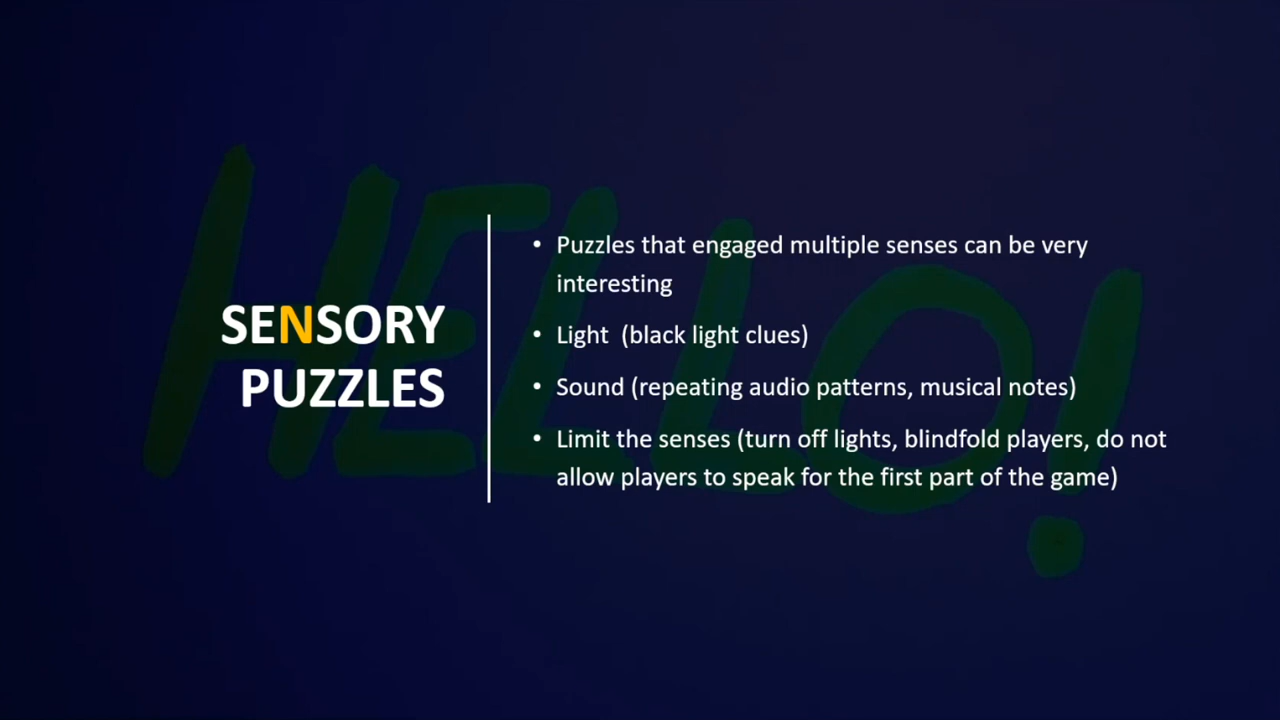 HELLO!
SENSORY
PUZZLES
• Puzzles that engaged multiple senses can be very
interesting
• Light (black light clues)
• Sound (repeating audio patterns, musical notes)
• Limit the senses (turn off lights, blindfold players, do not
allow players to speak for the first part of the game)